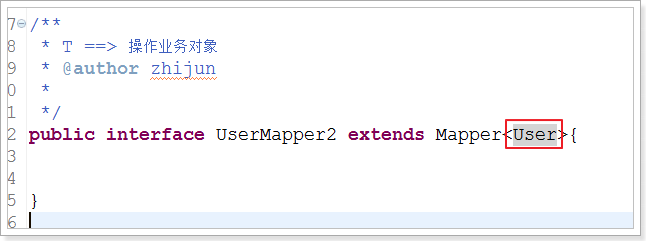 7 /**
8 * T ==> 操作业务对象
9 * @author zhijun
0 *
1 */
2 public interface UserMapper2 extends Mapper<User>{
3
4
5 }
6